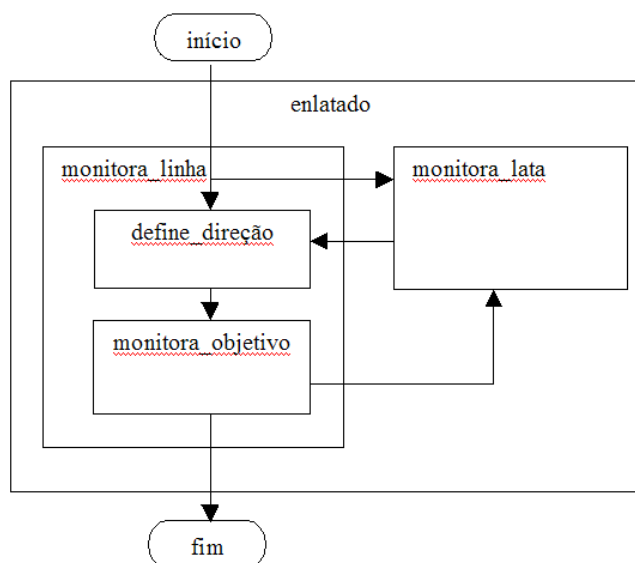 início
enlatado
monitora_linha
monitora_lata
define_direção
monitora_objetivo
fim